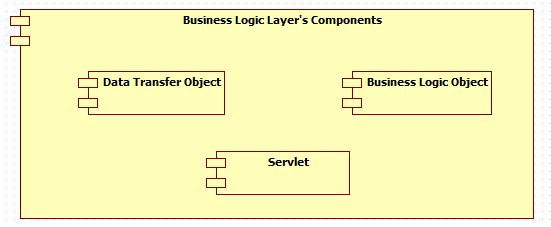 Business Logic Layer's Components
Data Transfer Object
Business Logic Object
Servlet